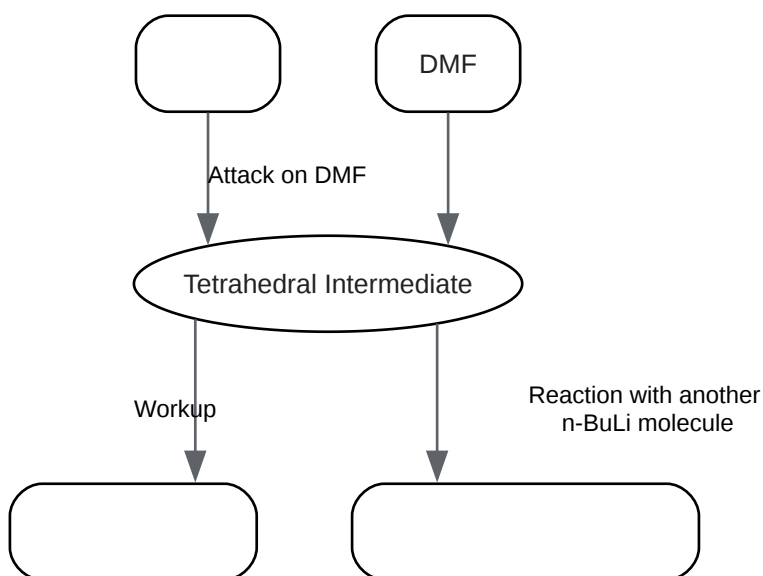 DMF
Attack on DMF
Tetrahedral Intermediate
Workup
Reaction with another
n-BuLi molecule